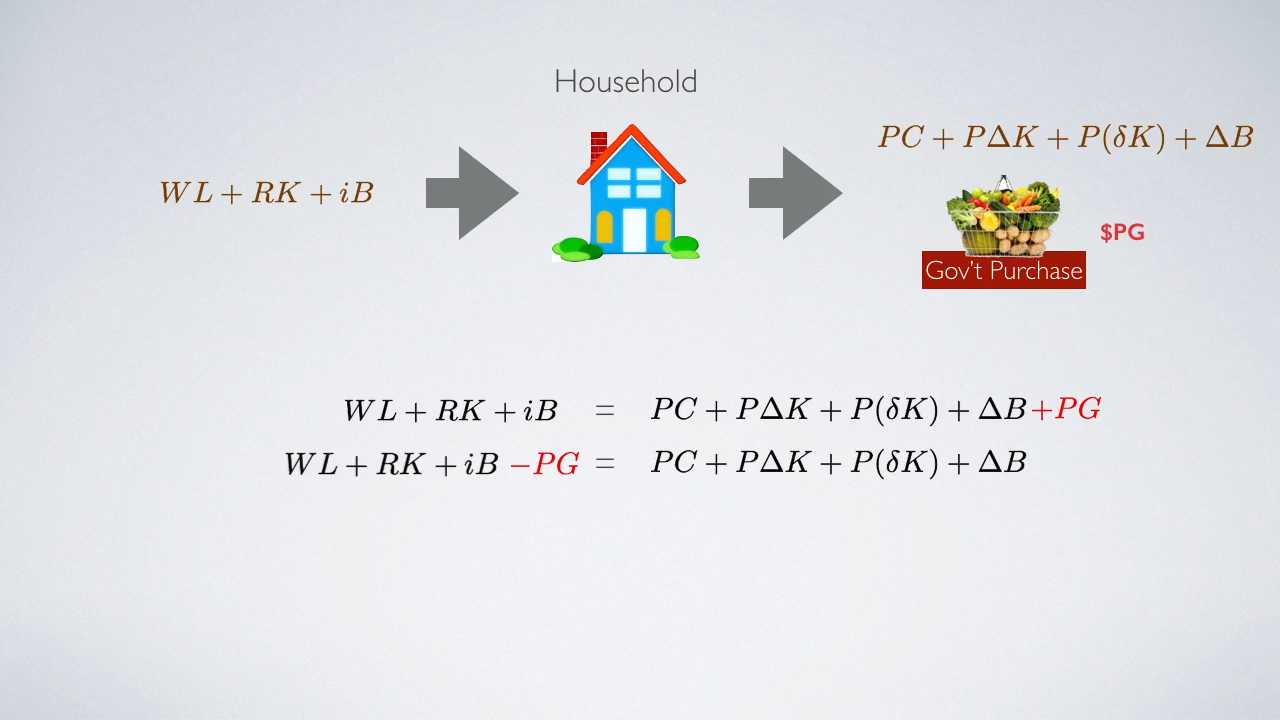 Household
WL + RK + iB
PC + PΔK + P(δK) + ΔB
$PG
Gov't Purchase
WL + RK + iB = PC + PΔK + P(δK) + ΔB +PG
WL + RK + iB −PG = PC + PΔK + P(δK) + ΔB